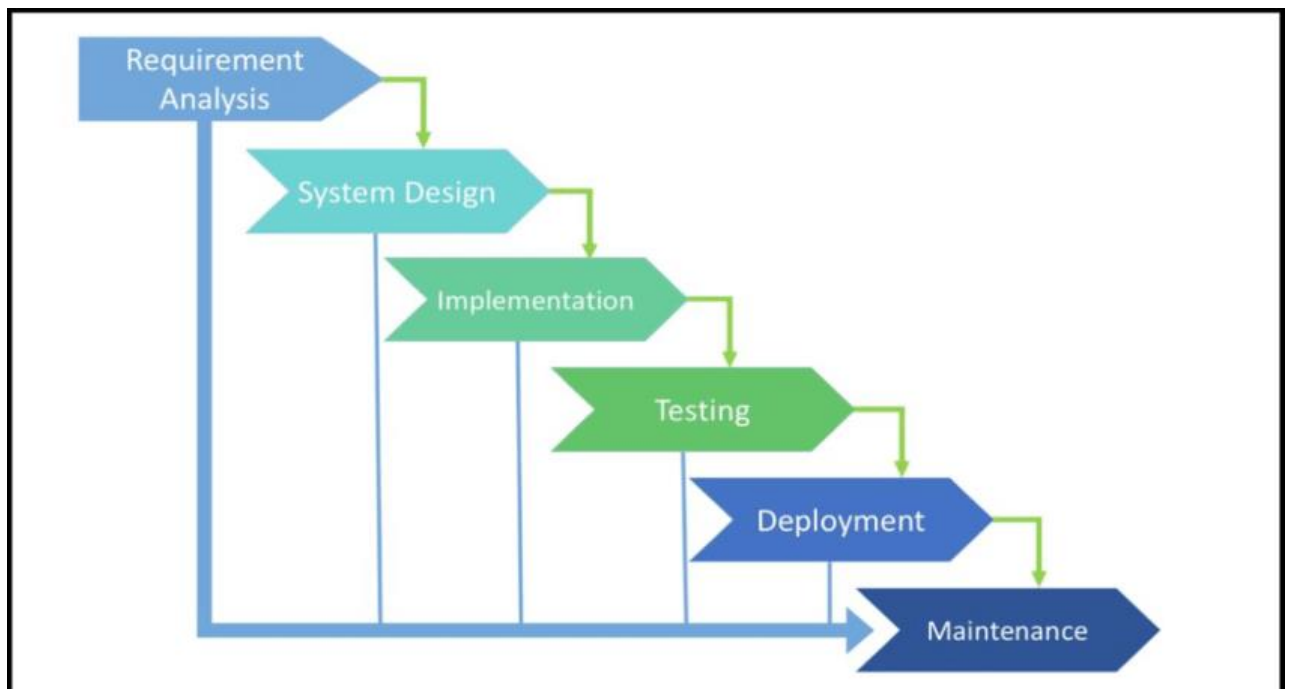 Requirement
Analysis
System Design
Implementation
Testing
Deployment
Maintenance